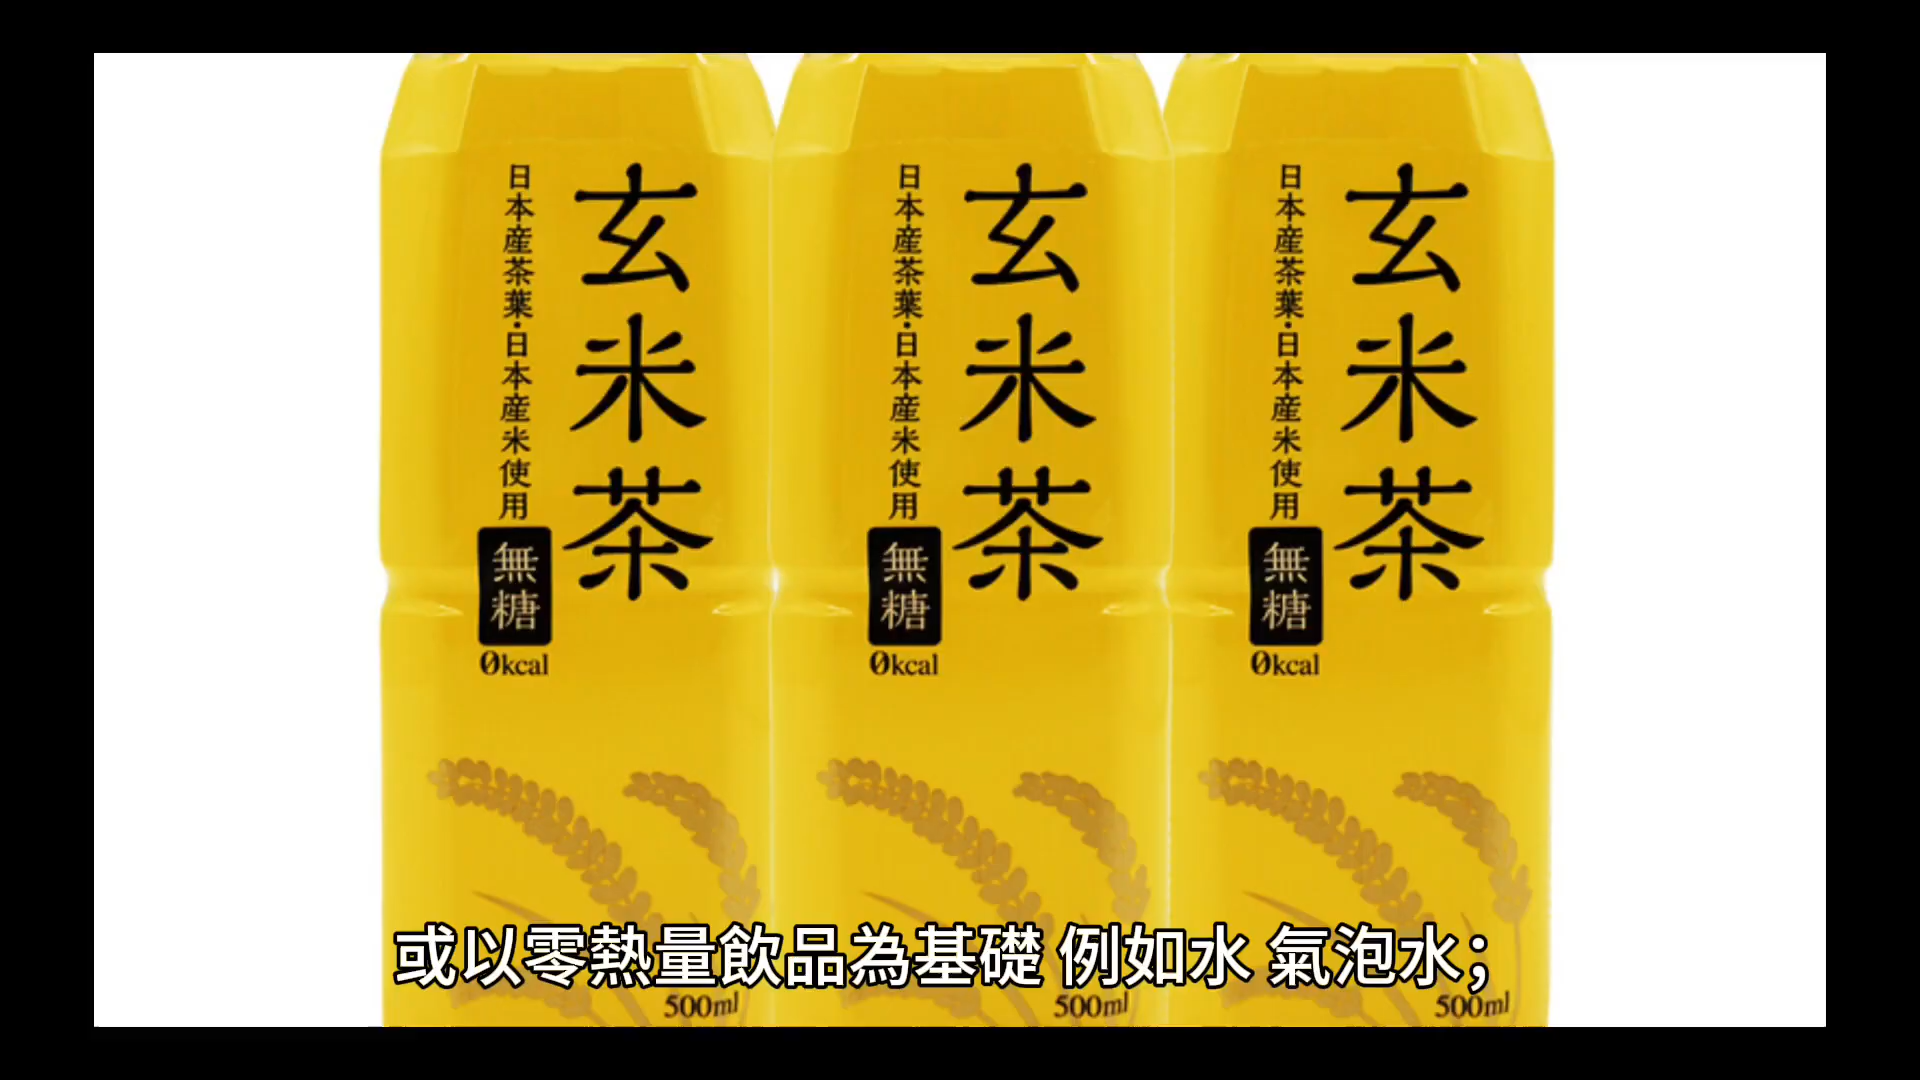 玄米茶
日本産茶葉・日本産米使用
無糖
0kcal
500ml
玄米茶
日本産茶葉・日本産米使用
無糖
0kcal
500ml
玄米茶
日本産茶葉・日本産米使用
無糖
0kcal
500ml
或以零熱量飲品為基礎 例如水 氣泡水;